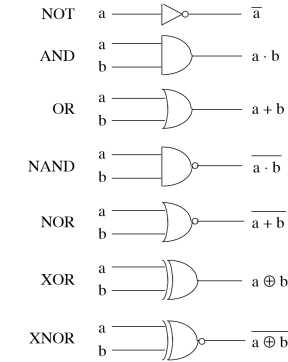 NOT a a̅
AND a b a · b
OR a b a + b
NAND a b a̅ ·̅ b̅
NOR a b a̅ +̅ b̅
XOR a b a ⊕ b
XNOR a b a̅ ⊕̅ b̅